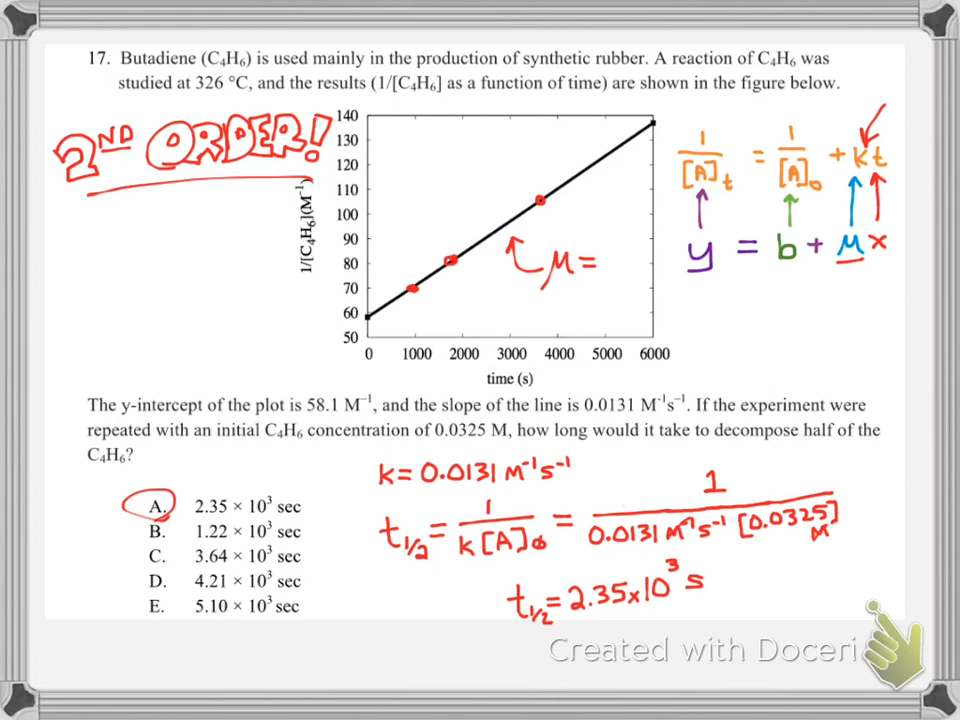 17. Butadiene (C₄H₆) is used mainly in the production of synthetic rubber. A reaction of C₄H₆ was
studied at 326 °C, and the results (1/[C₄H₆] as a function of time) are shown in the figure below.
2ND ORDER!
140
130
120
110
100
90
80
70
60
50
1/[C₄H₆](M⁻¹)
0 1000 2000 3000 4000 5000 6000
time (s)
M =
1/[A]t = 1/[A]₀ + kt
y = b + Mx
The y-intercept of the plot is 58.1 M⁻¹, and the slope of the line is 0.0131 M⁻¹s⁻¹. If the experiment were
repeated with an initial C₄H₆ concentration of 0.0325 M, how long would it take to decompose half of the
C₄H₆?
k = 0.0131 M⁻¹s⁻¹
A. 2.35 × 10³ sec
B. 1.22 × 10³ sec
C. 3.64 × 10³ sec
D. 4.21 × 10³ sec
E. 5.10 × 10³ sec
t₁/₂ = 1/k[A]₀ = 1/0.0131 M⁻¹s⁻¹ [0.0325] M
t₁/₂ = 2.35x10³ s
Created with Doceri